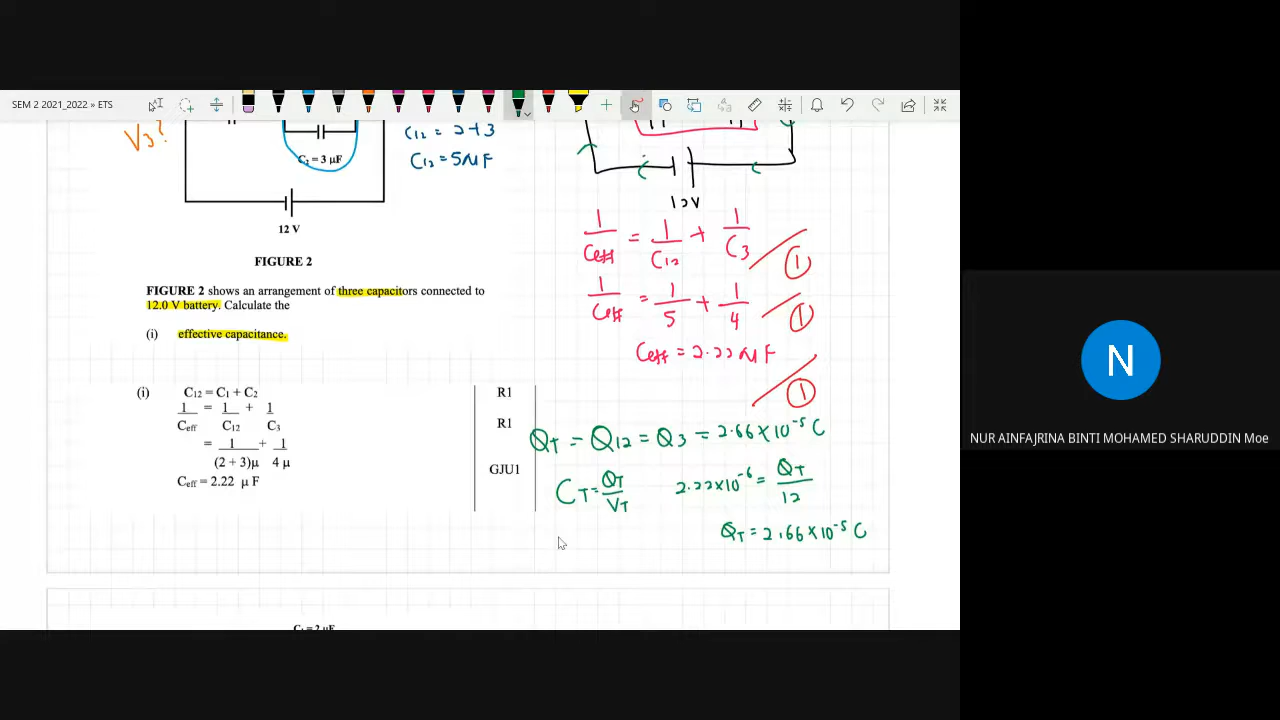 SEM 2 2021_2022 » ETS
V3?
C12 = 2+3
C₂ = 3 μF
C12 = 5μF
12 V
12V
FIGURE 2
FIGURE 2 shows an arrangement of three capacitors connected to
12.0 V battery. Calculate the
(i) effective capacitance.
1/Ceff = 1/C12 + 1/C3
1
1/Ceff = 1/5 + 1/4
1
Ceff = 2.22 μF
1
(i) C12 = C1 + C2 R1
1/Ceff = 1/C12 + 1/C3 R1
= 1/(2 + 3)μ + 1/4 μ GJU1
Ceff = 2.22 μ F
QT = Q12 = Q3 = 2.66×10⁻⁵ C
CT = QT/VT 2.22×10⁻⁶ = QT/12
QT = 2.66×10⁻⁵ C
C₁ = 2 μF
N
NUR AINFAJRINA BINTI MOHAMED SHARUDDIN Moe